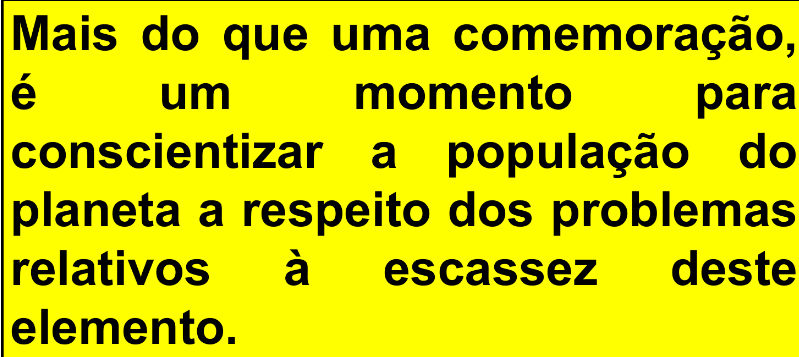 Mais do que uma comemoração,
é um momento para
conscientizar a população do
planeta a respeito dos problemas
relativos à escassez deste
elemento.